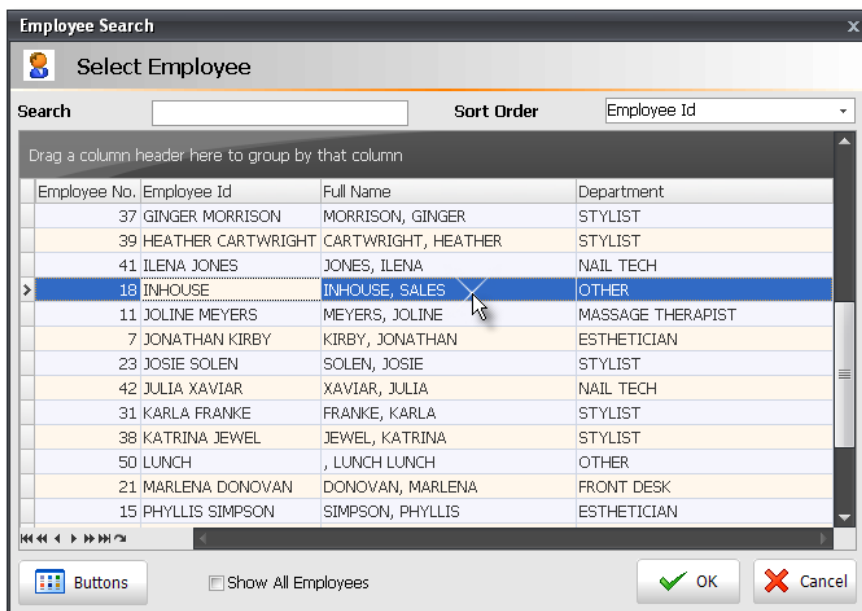 Employee Search
Select Employee
Search Sort Order Employee Id
Drag a column header here to group by that column
Employee No. Employee Id Full Name Department
37 GINGER MORRISON MORRISON, GINGER STYLIST
39 HEATHER CARTWRIGHT CARTWRIGHT, HEATHER STYLIST
41 ILENA JONES JONES, ILENA NAIL TECH
18 INHOUSE INHOUSE, SALES OTHER
11 JOLINE MEYERS MEYERS, JOLINE MASSAGE THERAPIST
7 JONATHAN KIRBY KIRBY, JONATHAN ESTHETICIAN
23 JOSIE SOLEN SOLEN, JOSIE STYLIST
42 JULIA XAVIAR XAVIAR, JULIA NAIL TECH
31 KARLA FRANKE FRANKE, KARLA STYLIST
38 KATRINA JEWEL JEWEL, KATRINA STYLIST
50 LUNCH , LUNCH LUNCH OTHER
21 MARLENA DONOVAN DONOVAN, MARLENA FRONT DESK
15 PHYLLIS SIMPSON SIMPSON, PHYLLIS ESTHETICIAN
Buttons Show All Employees OK Cancel